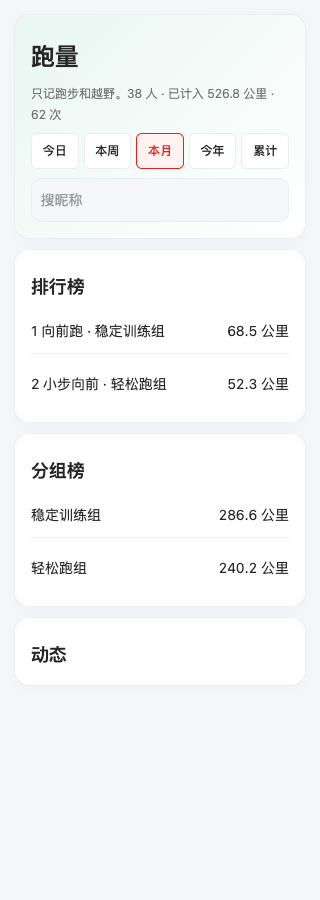 跑量
只记跑步和越野。38 人 · 已计入 526.8 公里 ·
62 次
今日 本周 本月 今年 累计
搜昵称
排行榜
1 向前跑 · 稳定训练组 68.5 公里
2 小步向前 · 轻松跑组 52.3 公里
分组榜
稳定训练组 286.6 公里
轻松跑组 240.2 公里
动态